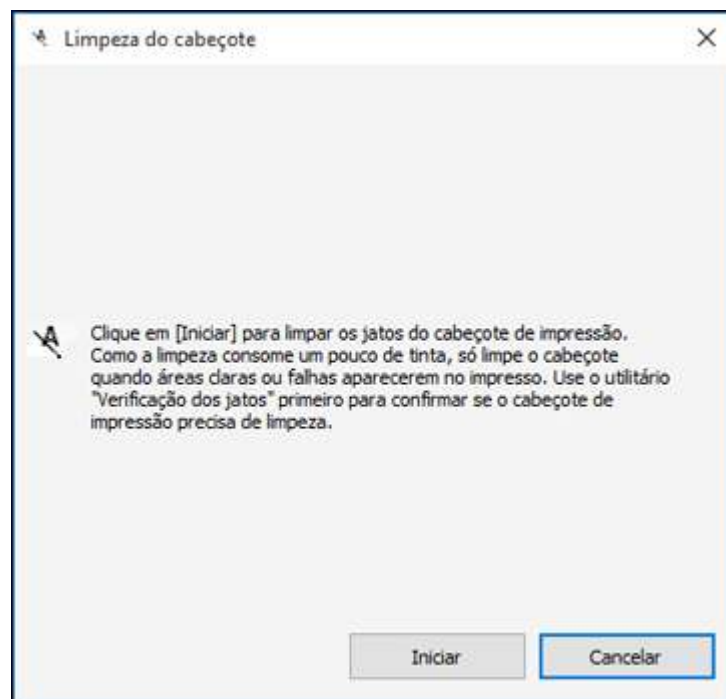 Limpeza do cabeçote
Clique em [Iniciar] para limpar os jatos do cabeçote de impressão.
Como a limpeza consome um pouco de tinta, só limpe o cabeçote
quando áreas claras ou falhas aparecerem no impresso. Use o utilitário
"Verificação dos jatos" primeiro para confirmar se o cabeçote de
impressão precisa de limpeza.
Iniciar
Cancelar